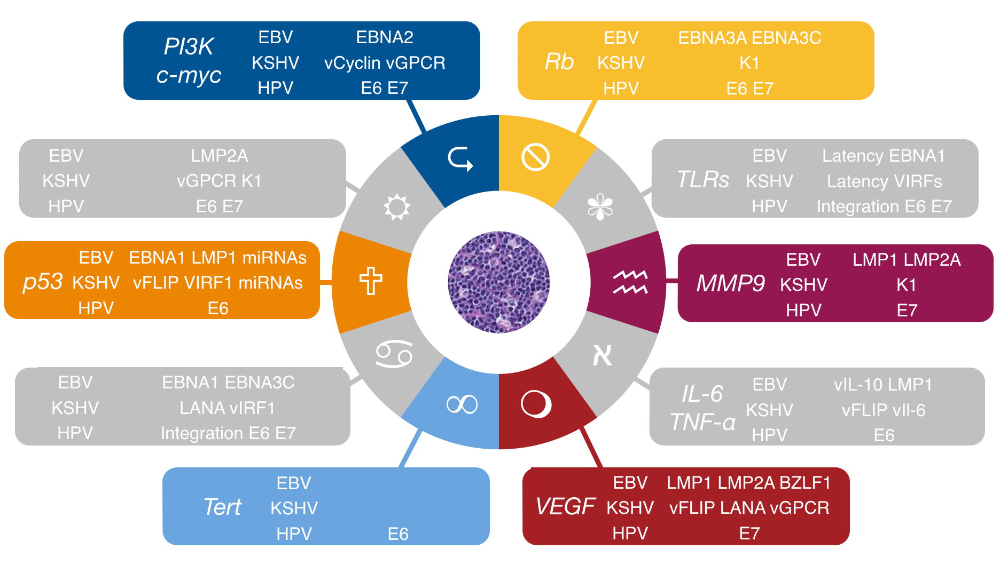 PI3K
c-myc
EBV EBNA2
KSHV vCyclin vGPCR
HPV E6 E7
Rb
EBV EBNA3A EBNA3C
KSHV K1
HPV E6 E7
EBV LMP2A
KSHV vGPCR K1
HPV E6 E7
TLRs
EBV Latency EBNA1
KSHV Latency VIRFs
HPV Integration E6 E7
p53
EBV EBNA1 LMP1 miRNAs
KSHV vFLIP VIRF1 miRNAs
HPV E6
MMP9
EBV LMP1 LMP2A
KSHV K1
HPV E7
EBV EBNA1 EBNA3C
KSHV LANA vIRF1
HPV Integration E6 E7
א
IL-6
TNF-α
EBV vIL-10 LMP1
KSHV vFLIP vIl-6
HPV E6
Tert
EBV
KSHV
HPV E6
VEGF
EBV LMP1 LMP2A BZLF1
KSHV vFLIP LANA vGPCR
HPV E7